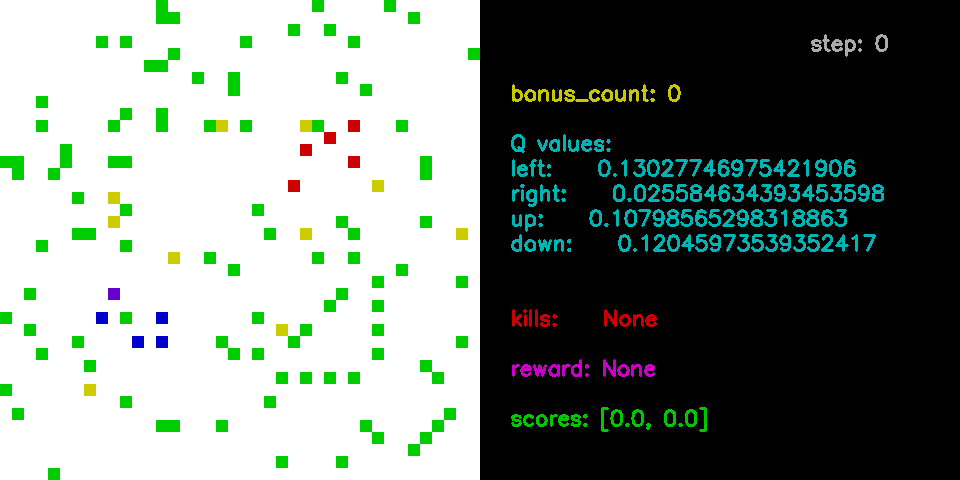 step: 0
bonus_count: 0
Q values:
left: 0.13027746975421906
right: 0.025584634393453598
up: 0.10798565298318863
down: 0.12045973539352417
kills: None
reward: None
scores: [0.0, 0.0]